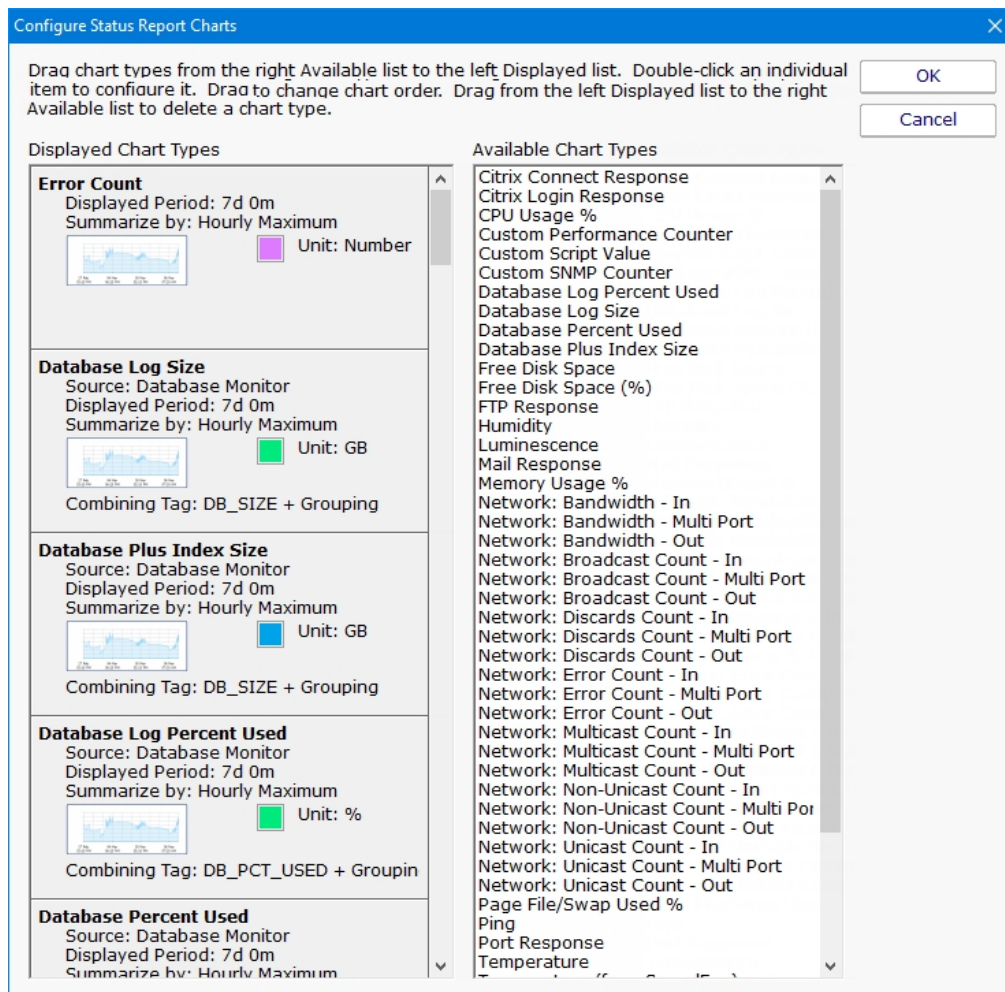 Configure Status Report Charts
Drag chart types from the right Available list to the left Displayed list. Double-click an individual
item to configure it. Drag to change chart order. Drag from the left Displayed list to the right
Available list to delete a chart type.
OK
Cancel
Displayed Chart Types
Error Count
Displayed Period: 7d 0m
Summarize by: Hourly Maximum
Unit: Number
Database Log Size
Source: Database Monitor
Displayed Period: 7d 0m
Summarize by: Hourly Maximum
Unit: GB
Combining Tag: DB_SIZE + Grouping
Database Plus Index Size
Source: Database Monitor
Displayed Period: 7d 0m
Summarize by: Hourly Maximum
Unit: GB
Combining Tag: DB_SIZE + Grouping
Database Log Percent Used
Source: Database Monitor
Displayed Period: 7d 0m
Summarize by: Hourly Maximum
Unit: %
Combining Tag: DB_PCT_USED + Groupin
Database Percent Used
Source: Database Monitor
Displayed Period: 7d 0m
Summarize by: Hourly Maximum
Available Chart Types
Citrix Connect Response
Citrix Login Response
CPU Usage %
Custom Performance Counter
Custom Script Value
Custom SNMP Counter
Database Log Percent Used
Database Log Size
Database Percent Used
Database Plus Index Size
Free Disk Space
Free Disk Space (%)
FTP Response
Humidity
Luminescence
Mail Response
Memory Usage %
Network: Bandwidth - In
Network: Bandwidth - Multi Port
Network: Bandwidth - Out
Network: Broadcast Count - In
Network: Broadcast Count - Multi Port
Network: Broadcast Count - Out
Network: Discards Count - In
Network: Discards Count - Multi Port
Network: Discards Count - Out
Network: Error Count - In
Network: Error Count - Multi Port
Network: Error Count - Out
Network: Multicast Count - In
Network: Multicast Count - Multi Port
Network: Multicast Count - Out
Network: Non-Unicast Count - In
Network: Non-Unicast Count - Multi Por
Network: Non-Unicast Count - Out
Network: Unicast Count - In
Network: Unicast Count - Multi Port
Network: Unicast Count - Out
Page File/Swap Used %
Ping
Port Response
Temperature